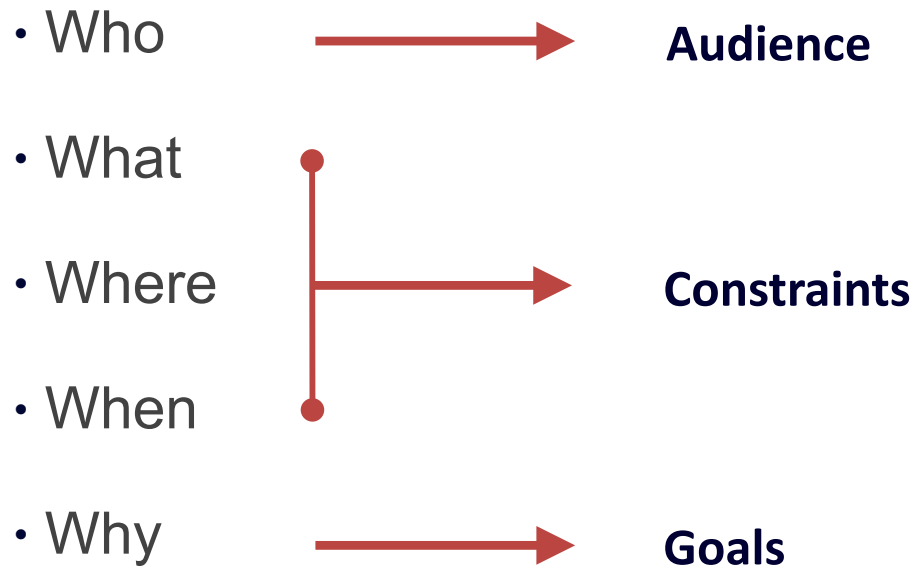 • Who Audience
• What
• Where Constraints
• When
• Why Goals